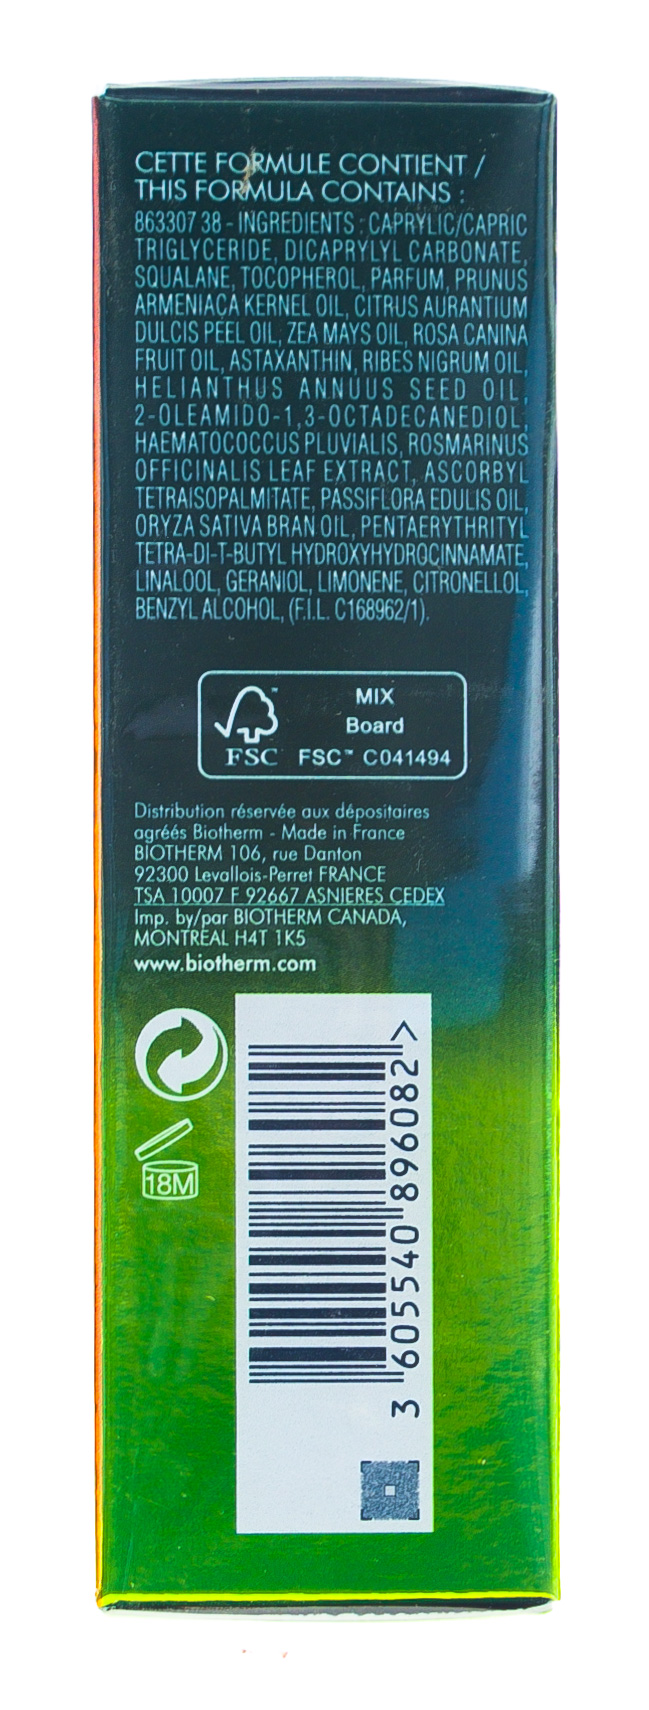 CETTE FORMULE CONTIENT /
THIS FORMULA CONTAINS :
863307 38 - INGREDIENTS : CAPRYLIC/CAPRIC
TRIGLYCERIDE, DICAPRYLYL CARBONATE,
SQUALANE, TOCOPHEROL, PARFUM, PRUNUS
ARMENIACA KERNEL OIL, CITRUS AURANTIUM
DULCIS PEEL OIL, ZEA MAYS OIL, ROSA CANINA
FRUIT OIL, ASTAXANTHIN, RIBES NIGRUM OIL,
HELIANTHUS ANNUUS SEED OIL,
2-OLEAMIDO-1,3-OCTADECANEDIOL,
HAEMATOCOCCUS PLUVIALIS, ROSMARINUS
OFFICINALIS LEAF EXTRACT, ASCORBYL
TETRAISOPALMITATE, PASSIFLORA EDULIS OIL,
ORYZA SATIVA BRAN OIL, PENTAERYTHRITYL
TETRA-DI-T-BUTYL HYDROXYHYDROCINNAMATE,
LINALOOL, GERANIOL, LIMONENE, CITRONELLOL,
BENZYL ALCOHOL, (F.I.L. C168962/1).
MIX
Board
FSC FSC™ C041494
Distribution réservée aux dépositaires
agréés Biotherm - Made in France
BIOTHERM 106, rue Danton
92300 Levallois-Perret FRANCE
TSA 10007 F 92667 ASNIERES CEDEX
Imp. by/par BIOTHERM CANADA,
MONTREAL H4T 1K5
www.biotherm.com
18M
3 605540 896082 >